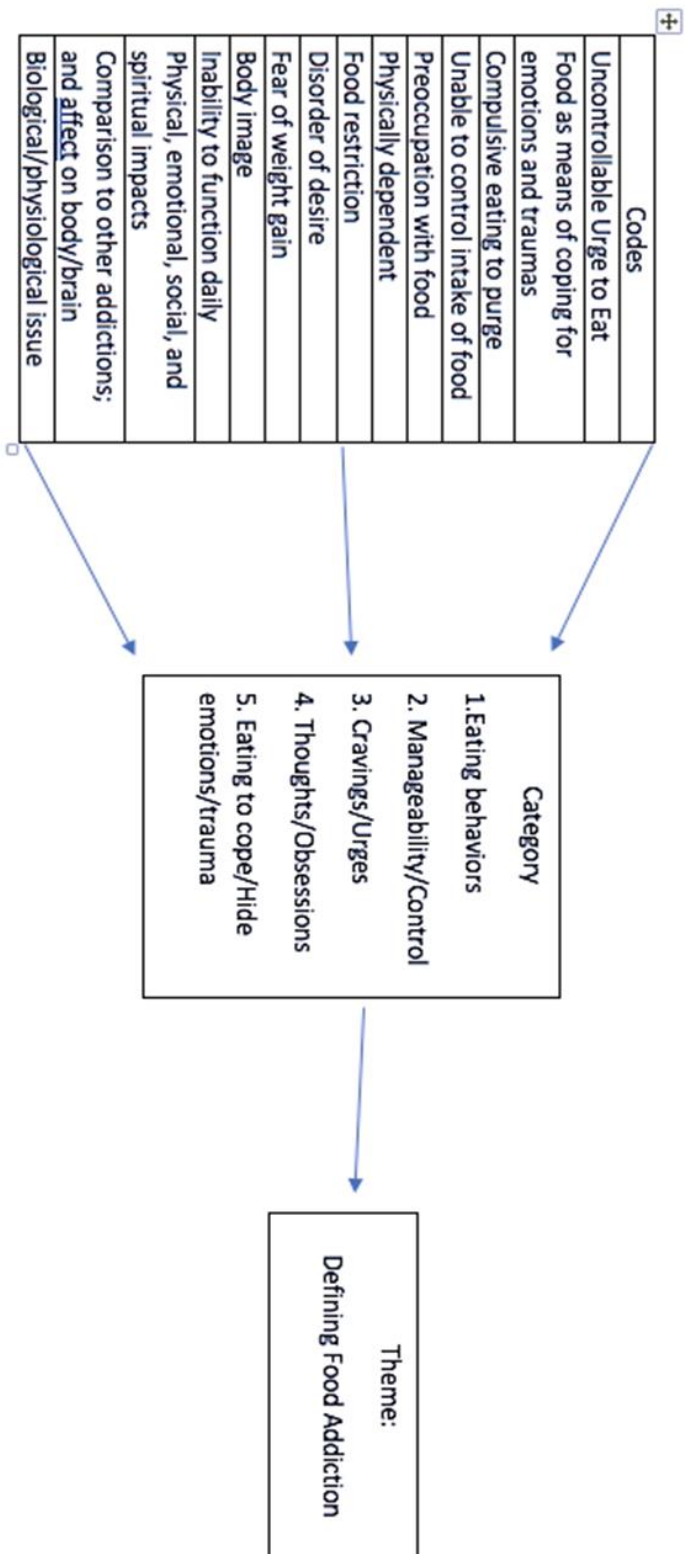 Codes
Uncontrollable Urge to Eat
Food as means of coping for
emotions and traumas
Compulsive eating to purge
Unable to control intake of food
Preoccupation with food
Physically dependent
Food restriction
Disorder of desire
Fear of weight gain
Body image
Inability to function daily
Physical, emotional, social, and
spiritual impacts
Comparison to other addictions;
and affect on body/brain
Biological/physiological issue
Category
1.Eating behaviors
2. Manageability/Control
3. Cravings/Urges
4. Thoughts/Obsessions
5. Eating to cope/Hide
emotions/trauma
Theme:
Defining Food Addiction